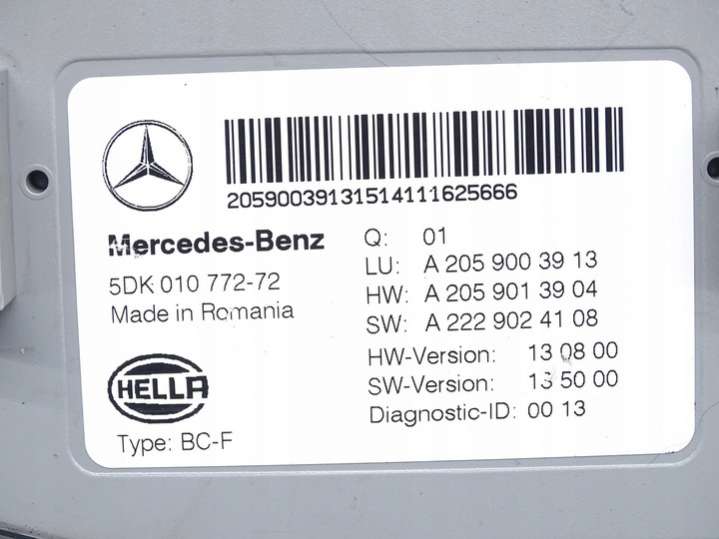 20590039131514111625666
Mercedes-Benz
5DK 010 772-72
Made in Romania
HELLA
Type: BC-F
Q: 01
LU: A 205 900 39 13
HW: A 205 901 39 04
SW: A 222 902 41 08
HW-Version: 13 08 00
SW-Version: 13 50 00
Diagnostic-ID: 00 13